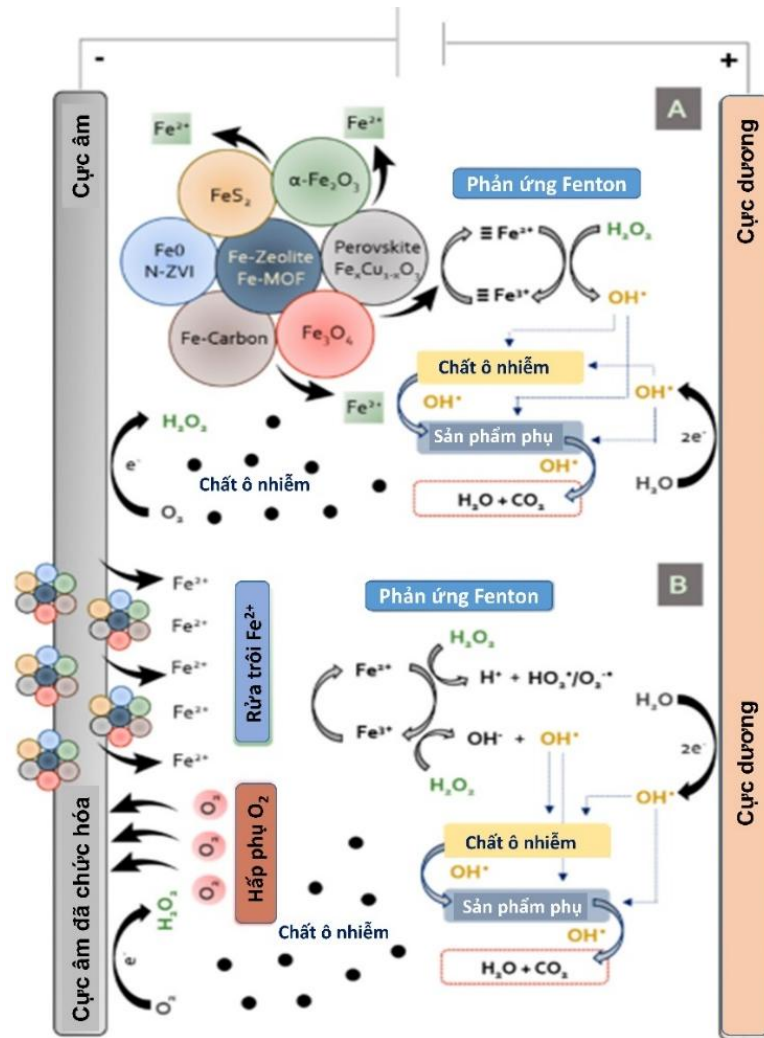 -
+
Cực âm
A
Cực dương
Fe²⁺
Fe²⁺
FeS₂
α-Fe₂O₃
Fe0
N-ZVI
Fe-Zeolite
Fe-MOF
Perovskite
FeₓCu₁₋ₓO₃
Fe-Carbon
Fe₃O₄
Fe²⁺
Phản ứng Fenton
≡ Fe²⁺
H₂O₂
≡ Fe³⁺
OH•
Chất ô nhiễm
OH•
OH•
Sản phẩm phụ
2e⁻
OH•
H₂O + CO₂
H₂O
H₂O₂
e⁻
Chất ô nhiễm
O₂
B
Cực dương
Fe²⁺
Fe²⁺
Fe²⁺
Fe²⁺
Fe²⁺
Rửa trôi Fe²⁺
Phản ứng Fenton
H₂O₂
Fe²⁺
H⁺ + HO₂•/O₂⁻•
H₂O
Fe³⁺
2e⁻
OH⁻ + OH•
H₂O₂
OH•
Cực âm đã chức hóa
O₂
O₂
O₂
Hấp phụ O₂
H₂O₂
e⁻
Chất ô nhiễm
O₂
Chất ô nhiễm
OH•
Sản phẩm phụ
OH•
H₂O + CO₂